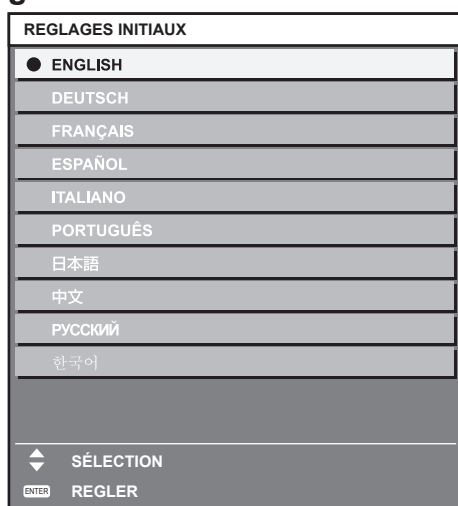 REGLAGES INITIAUX
ENGLISH
DEUTSCH
FRANÇAIS
ESPAÑOL
ITALIANO
PORTUGUÊS
日本語
中文
РУССКИЙ
한국어
SÉLECTION
ENTER REGLER